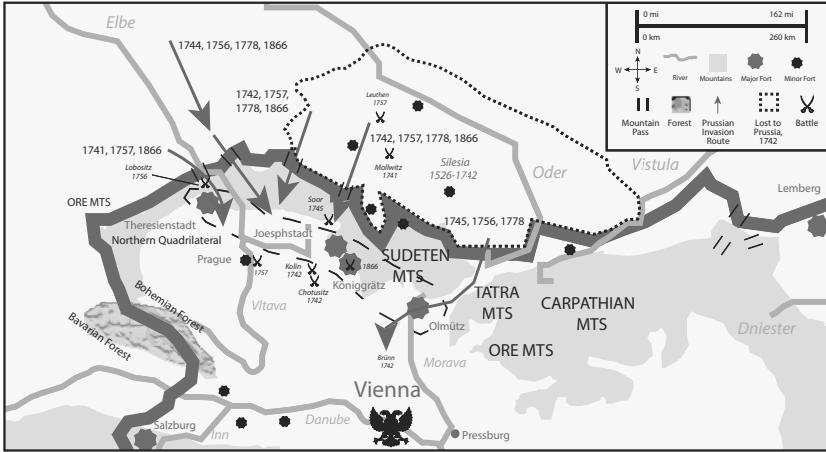 Elbe
1744, 1756, 1778, 1866
1742, 1757,
1778, 1866
Leuthen
1757
1742, 1757, 1778, 1866
Mollwitz
1741
Silesia
1526-1742
Oder
Vistula
1741, 1757, 1866
Lobositz
1756
ORE MTS
Theresienstadt
Northern Quadrilateral
Soor
1745
Joesphstadt
1745, 1756, 1778
Lemberg
Prague
1757
Kolin
1742
Chotusitz
1742
1866
Königgrätz
SUDETEN
MTS
TATRA
MTS
CARPATHIAN
MTS
ORE MTS
Dniester
Bohemian Forest
Bavarian Forest
Vltava
Olmütz
Brünn
1742
Morava
Vienna
Salzburg
Inn
Danube
Pressburg
0 mi
162 mi
0 km
260 km
N
W
E
S
River
Mountains
Major Fort
Minor Fort
Mountain
Pass
Forest
Prussian
Invasion
Route
Lost to
Prussia,
1742
Battle